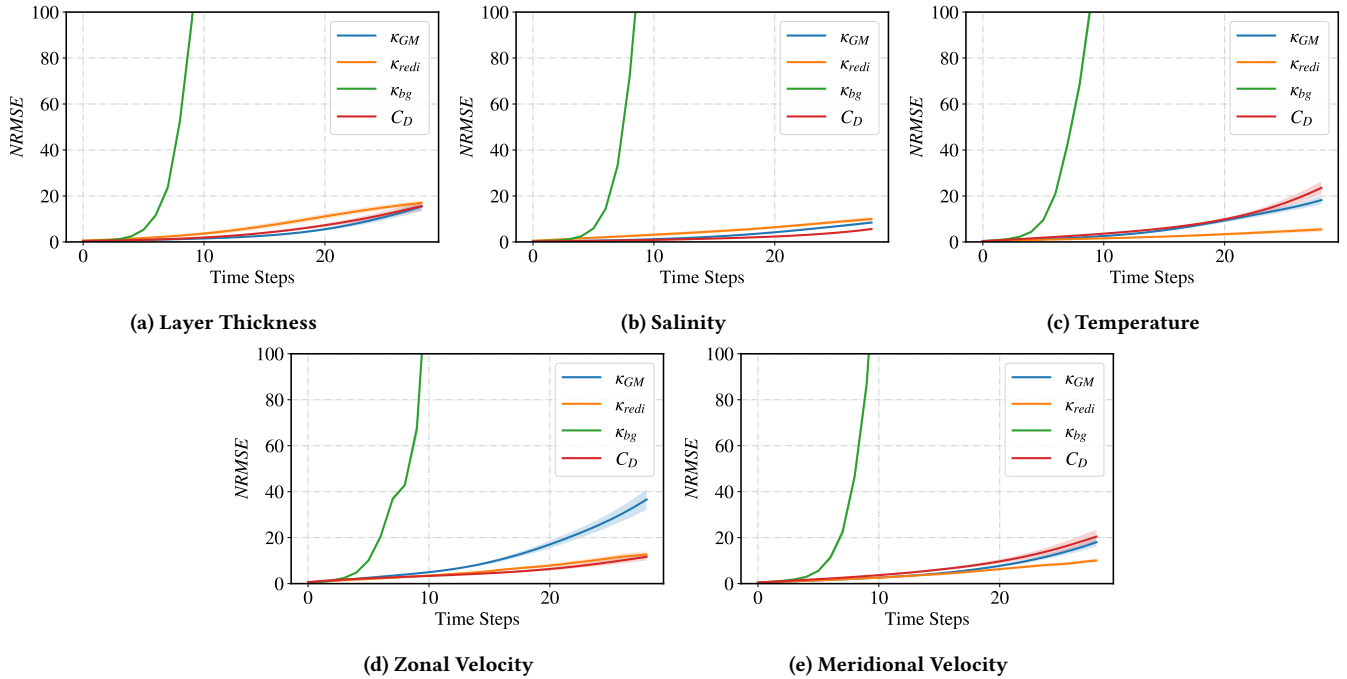 100
80
60
40
20
0
NRMSE
κGM
κredi
κbg
CD
0 10 20
Time Steps
(a) Layer Thickness
100
80
60
40
20
0
NRMSE
κGM
κredi
κbg
CD
0 10 20
Time Steps
(b) Salinity
100
80
60
40
20
0
NRMSE
κGM
κredi
κbg
CD
0 10 20
Time Steps
(c) Temperature
100
80
60
40
20
0
NRMSE
κGM
κredi
κbg
CD
0 10 20
Time Steps
(d) Zonal Velocity
100
80
60
40
20
0
NRMSE
κGM
κredi
κbg
CD
0 10 20
Time Steps
(e) Meridional Velocity